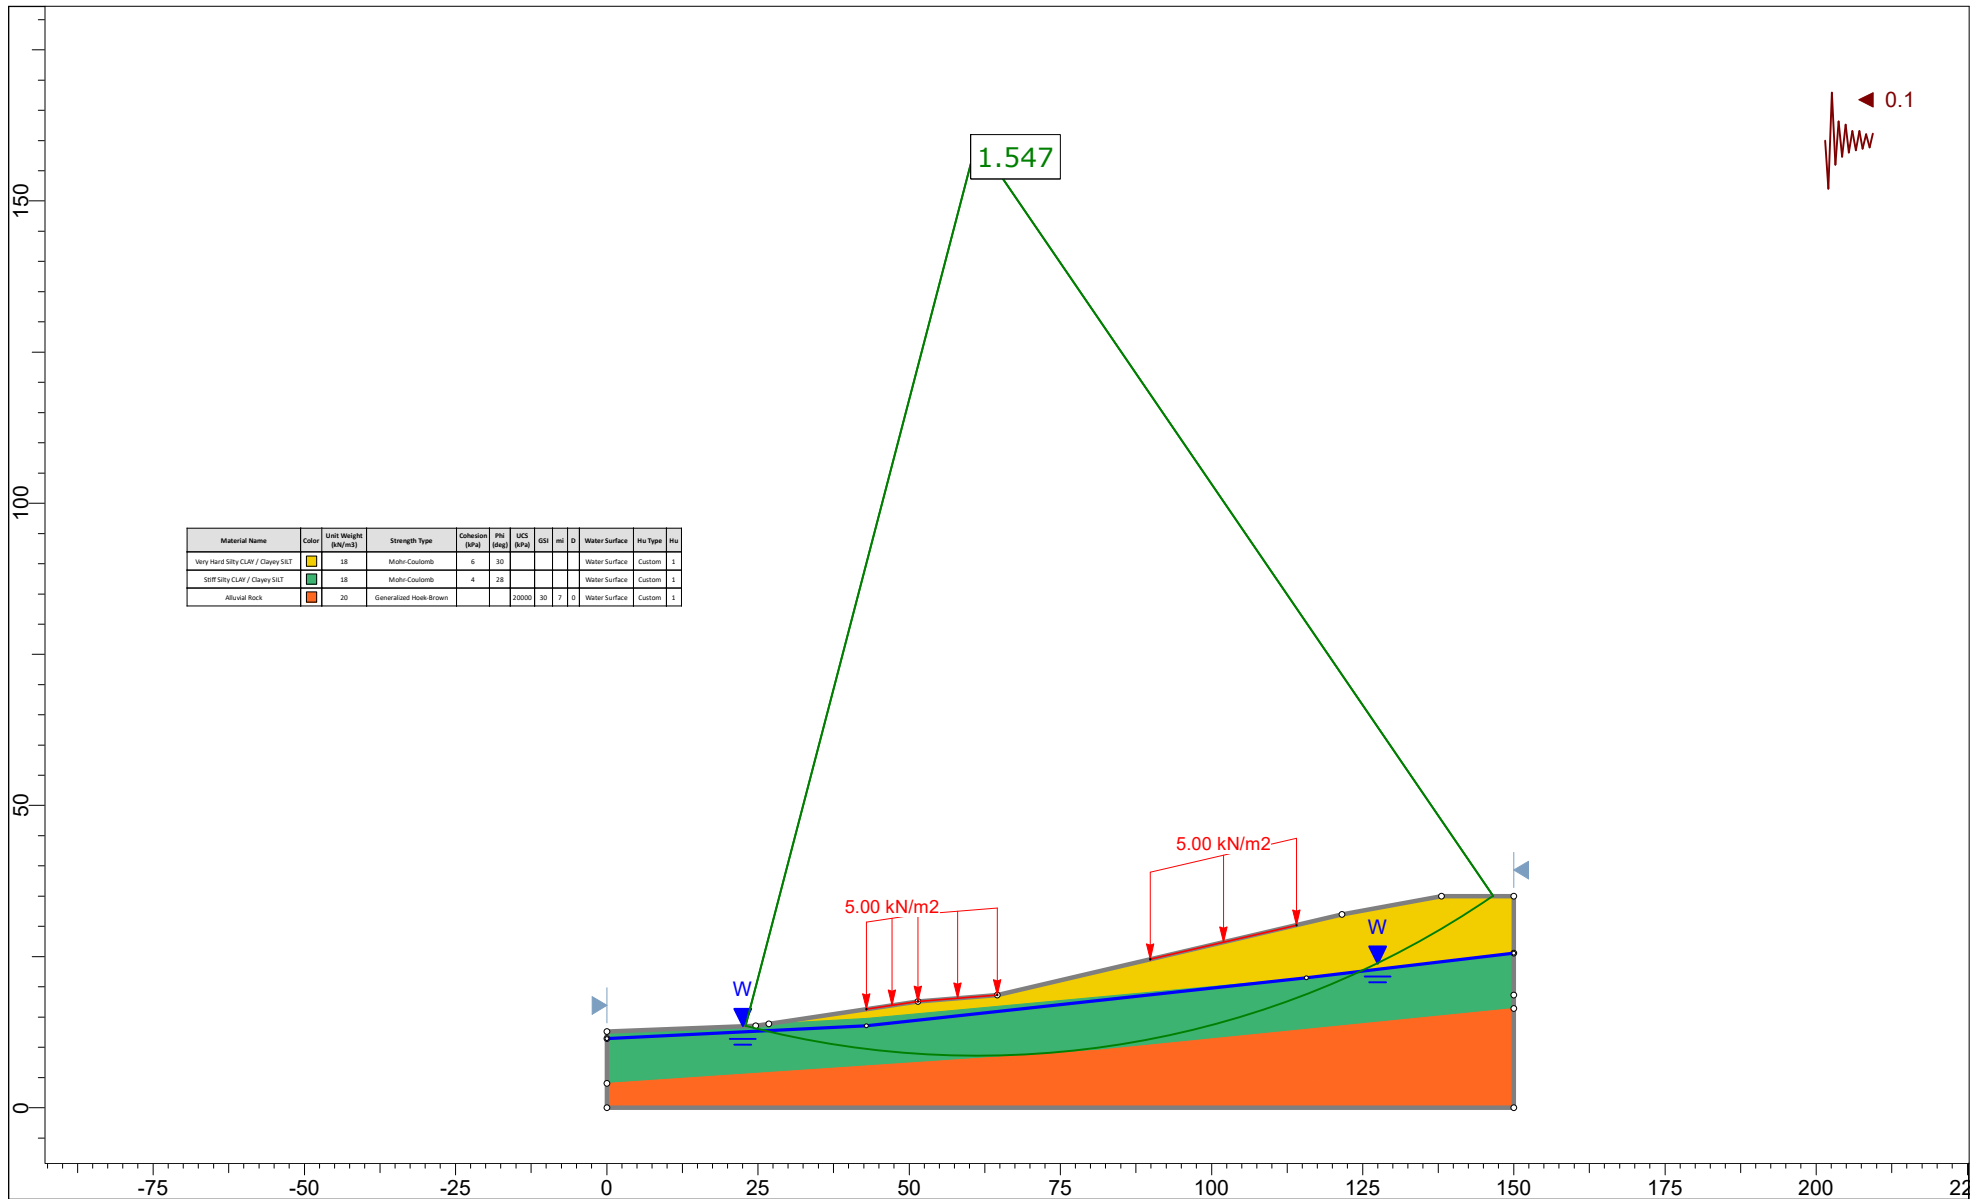 0.1
1.547
150
100
50
0
Material Name Color Unit Weight (kN/m3) Strength Type Cohesion (kPa) Phi (deg) UCS (kPa) GSI mi D Water Surface Hu Type Hu
Very Hard Silty CLAY / Clayey SILT 18 Mohr-Coulomb 6 30 Water Surface Custom 1
Stiff Silty CLAY / Clayey SILT 18 Mohr-Coulomb 4 28 Water Surface Custom 1
Alluvial Rock 20 Generalized Hoek-Brown 20000 30 7 0 Water Surface Custom 1
5.00 kN/m2
5.00 kN/m2
W
W
-75 -50 -25 0 25 50 75 100 125 150 175 200 22